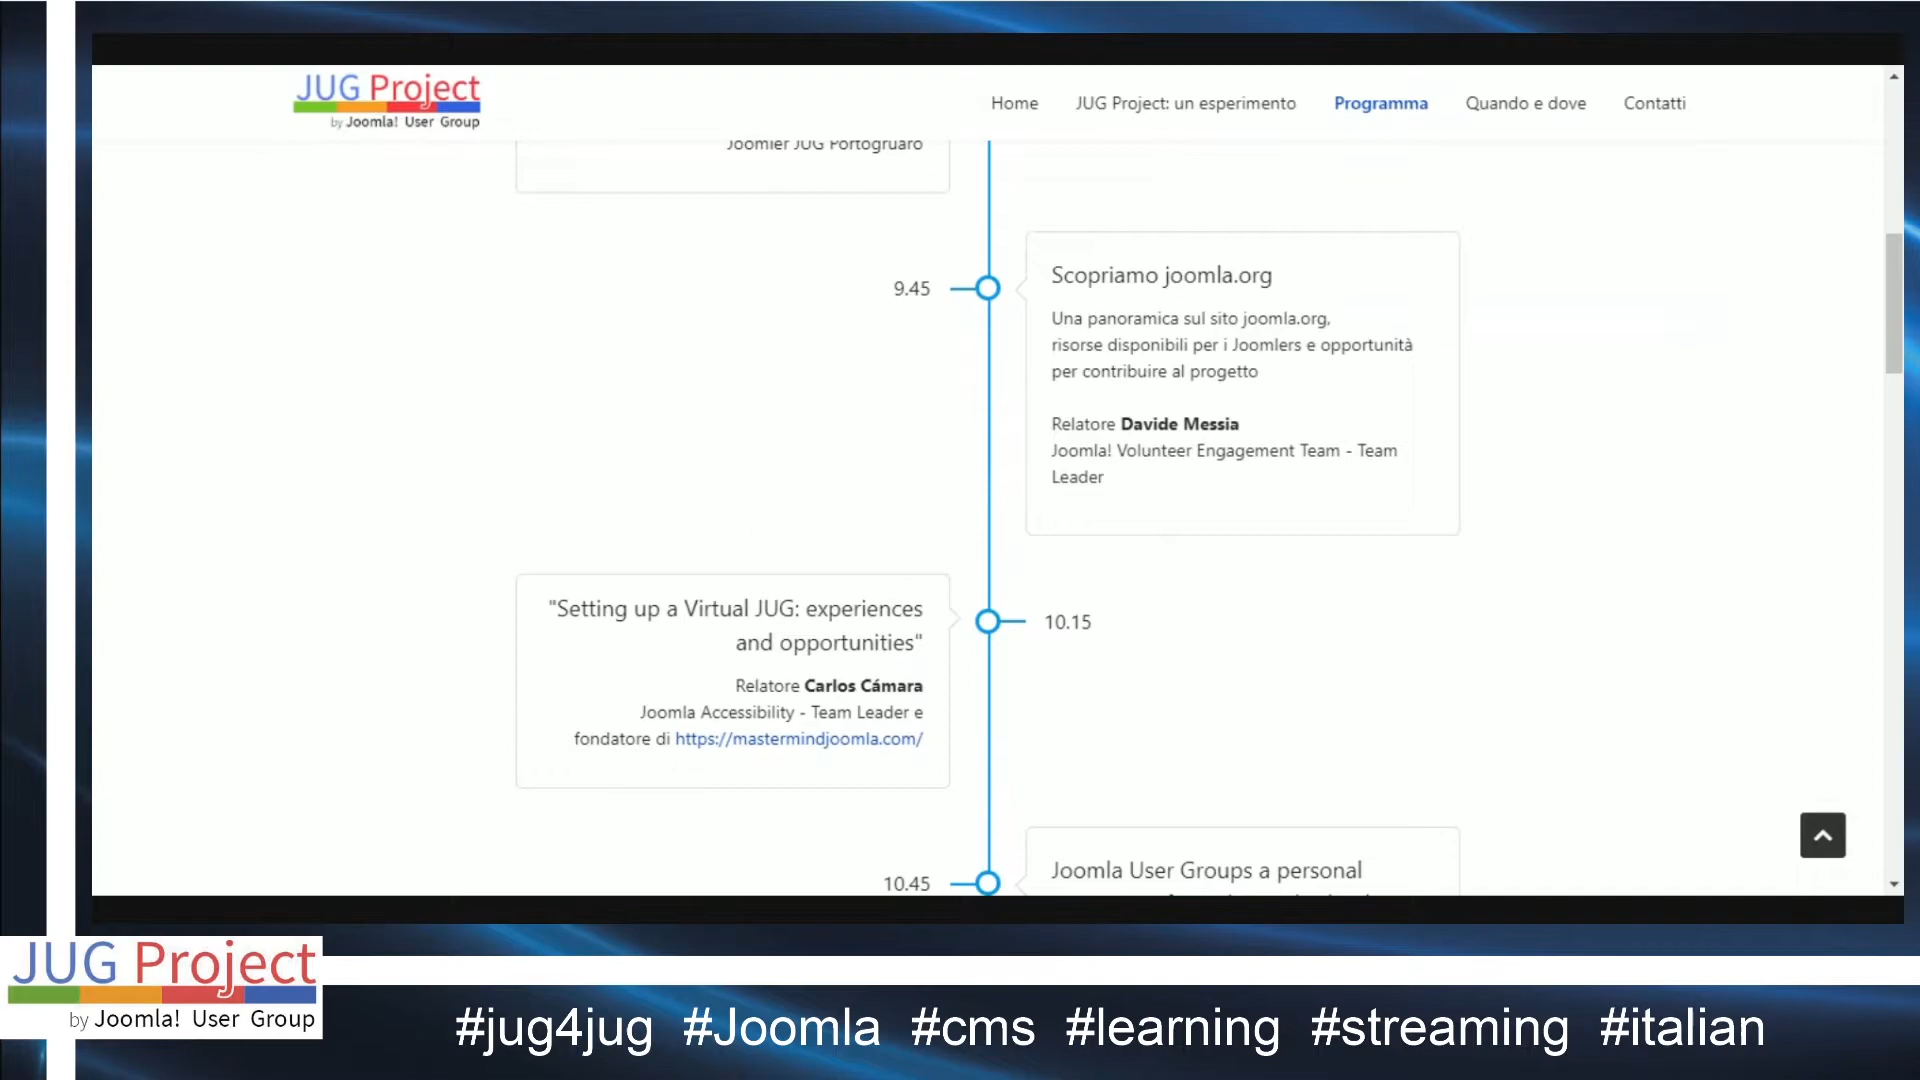 JUG Project
by Joomla! User Group
Home JUG Project: un esperimento Programma Quando e dove Contatti
Joomler JUG Portogruaro
9.45
Scopriamo joomla.org
Una panoramica sul sito joomla.org,
risorse disponibili per i Joomlers e opportunità
per contribuire al progetto
Relatore Davide Messia
Joomla! Volunteer Engagement Team - Team
Leader
"Setting up a Virtual JUG: experiences
and opportunities"
Relatore Carlos Cámara
Joomla Accessibility - Team Leader e
fondatore di https://mastermindjoomla.com/
10.15
10.45
Joomla User Groups a personal
JUG Project
by Joomla! User Group
#jug4jug #Joomla #cms #learning #streaming #italian